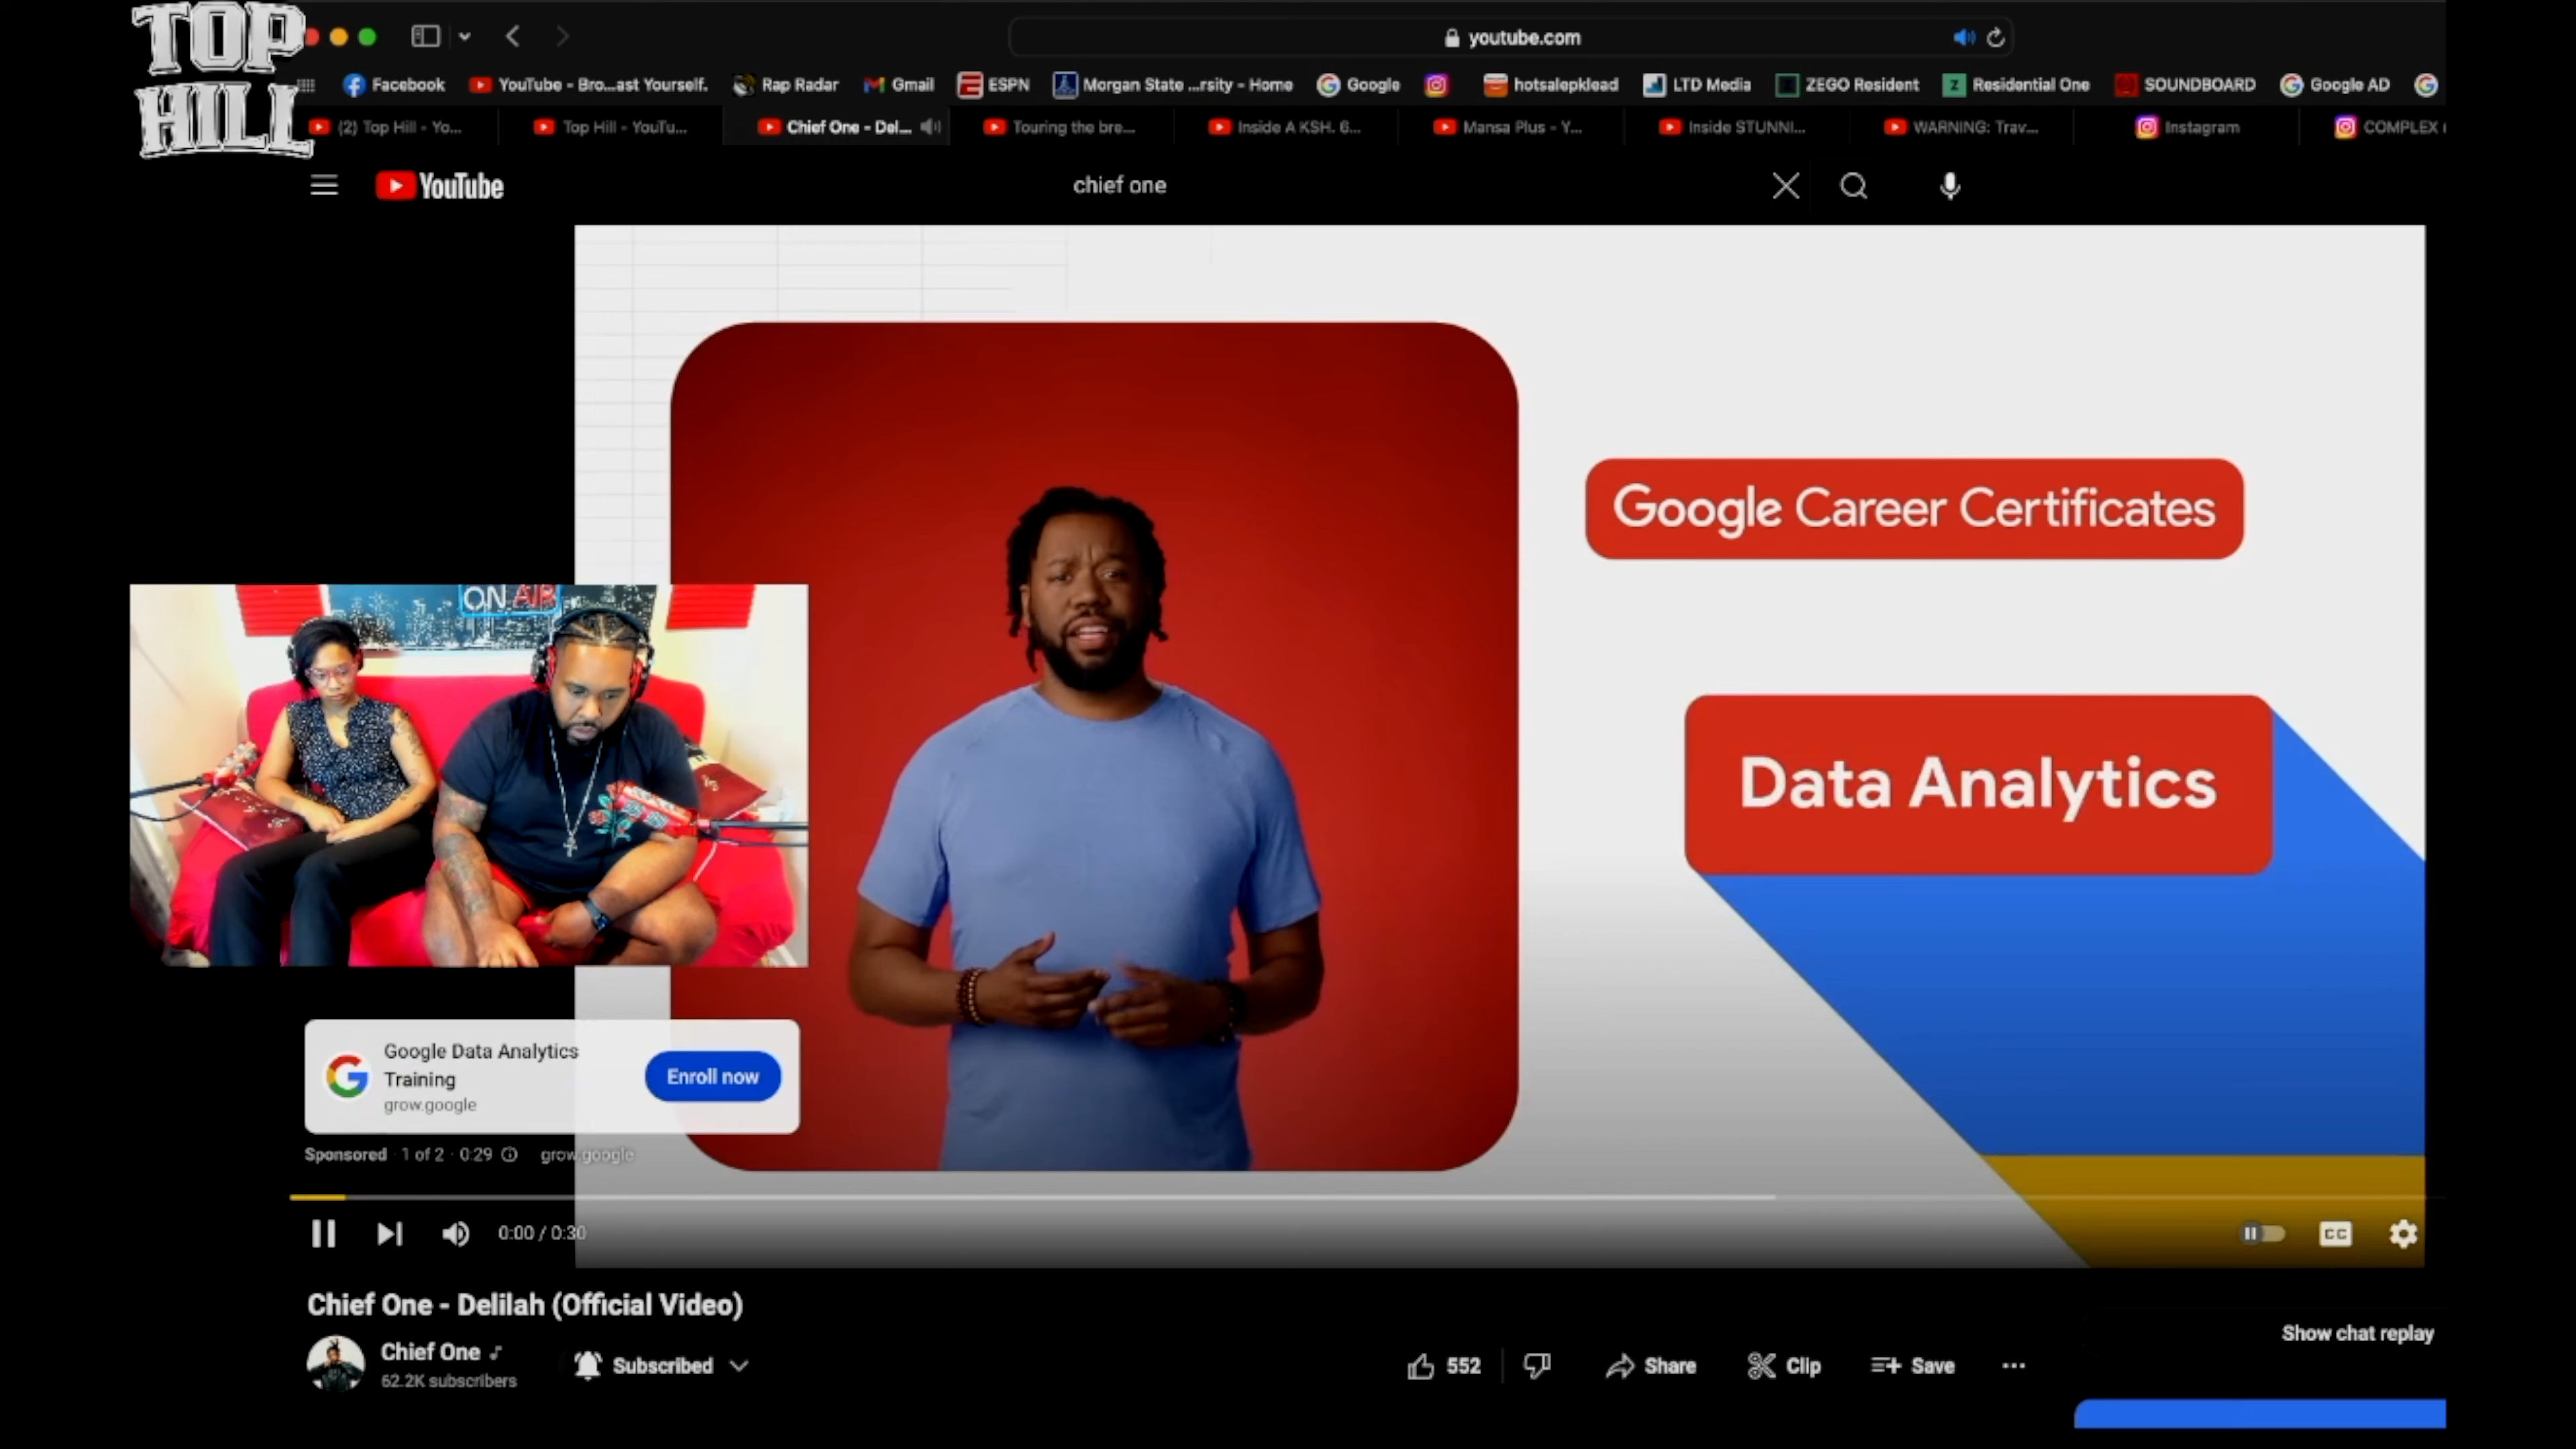 TOP
HILL
youtube.com
Facebook
YouTube - Bro...ast Yourself.
Rap Radar
Gmail
ESPN
Morgan State ...rsity - Home
Google
hotsalepklead
LTD Media
ZEGO Resident
Residential One
SOUNDBOARD
Google AD
(2) Top Hill - Yo...
Top Hill - YouTu...
Chief One - Del...
Touring the bre...
Inside A KSH. 6...
Mansa Plus - Y...
Inside STUNNI...
WARNING: Trav...
Instagram
COMPLEX
YouTube
chief one
Google Career Certificates
ON AIR
Data Analytics
Google Data Analytics
Training
grow.google
Enroll now
Sponsored · 1 of 2 · 0:29
grow.google
0:00 / 0:30
CC
Chief One - Delilah (Official Video)
Show chat replay
Chief One
62.2K subscribers
Subscribed
552
Share
Clip
Save